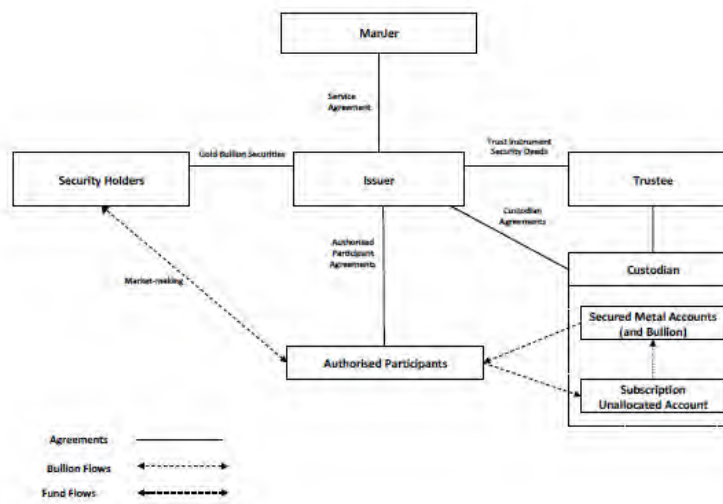 ManJer
Service
Agreement
Gold Bullion Securities
Trust Instrument
Security Deeds
Security Holders
Issuer
Trustee
Custodian
Agreements
Authorised
Participant
Agreements
Custodian
Market-making
Secured Metal Accounts
(and Bullion)
Authorised Participants
Subscription
Unallocated Account
Agreements
Bullion Flows
Fund Flows